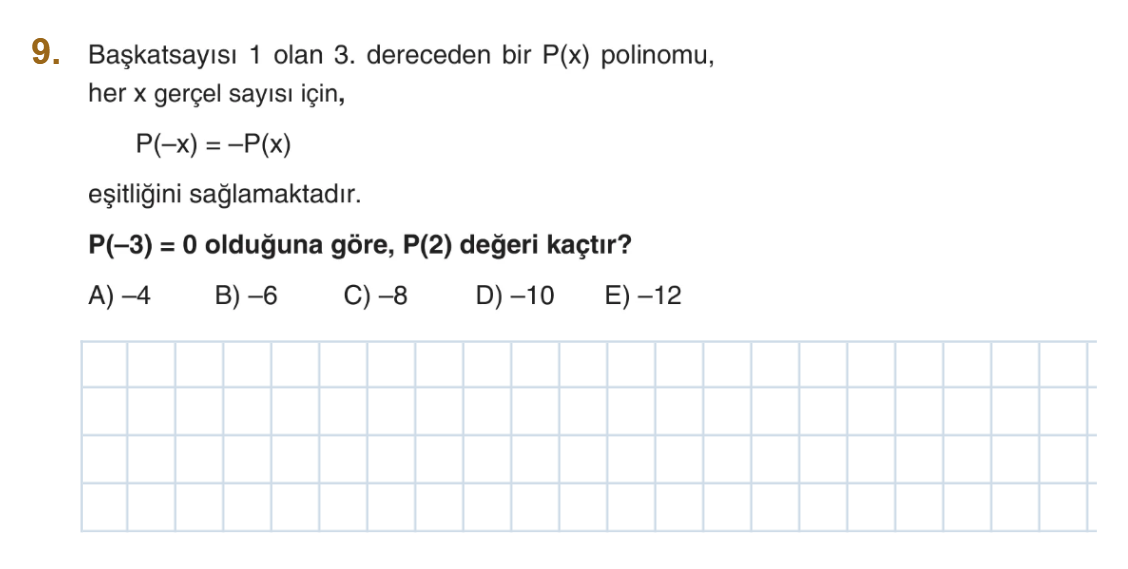 9. Başkatsayısı 1 olan 3. dereceden bir P(x) polinomu,
her x gerçel sayısı için,
P(–x) = –P(x)
eşitliğini sağlamaktadır.
P(–3) = 0 olduğuna göre, P(2) değeri kaçtır?
A) –4 B) –6 C) –8 D) –10 E) –12